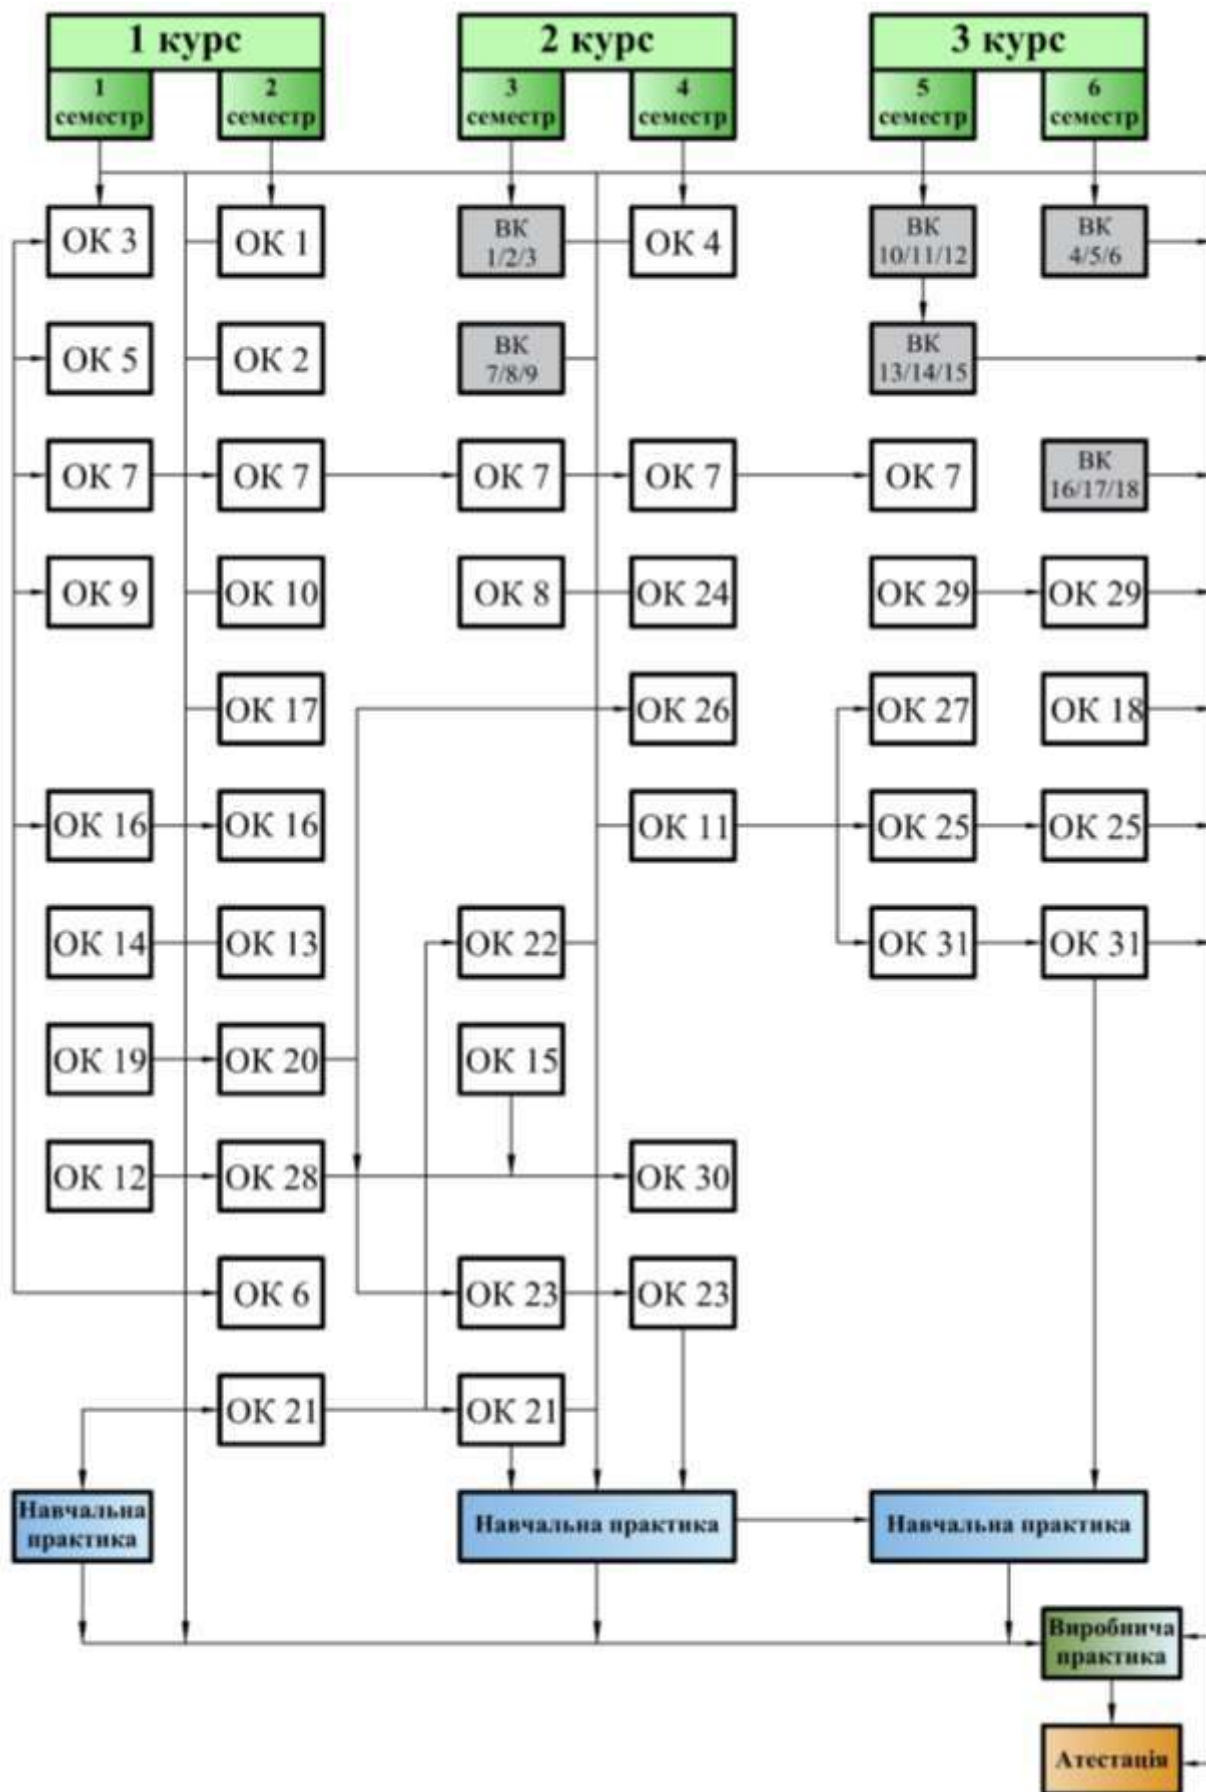 1 курс
2 курс
3 курс
1
семестр
2
семестр
3
семестр
4
семестр
5
семестр
6
семестр
ОК 3
ОК 1
ВК
1/2/3
ОК 4
ВК
10/11/12
ВК
4/5/6
ОК 5
ОК 2
ВК
7/8/9
ВК
13/14/15
ОК 7
ОК 7
ОК 7
ОК 7
ОК 7
ВК
16/17/18
ОК 9
ОК 10
ОК 8
ОК 24
ОК 29
ОК 29
ОК 17
ОК 26
ОК 27
ОК 18
ОК 16
ОК 16
ОК 11
ОК 25
ОК 25
ОК 14
ОК 13
ОК 22
ОК 31
ОК 31
ОК 19
ОК 20
ОК 15
ОК 12
ОК 28
ОК 30
ОК 6
ОК 23
ОК 23
ОК 21
ОК 21
Навчальна
практика
Навчальна практика
Навчальна практика
Виробнича
практика
Атестація